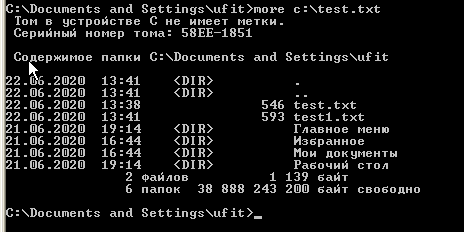 C:\Documents and Settings\ufit>more c:\test.txt
Том в устройстве C не имеет метки.
Серийный номер тома: 58EE-1851
Содержимое папки C:\Documents and Settings\ufit
22.06.2020 13:41 <DIR> .
22.06.2020 13:41 <DIR> ..
22.06.2020 13:38 546 test.txt
22.06.2020 13:41 593 test1.txt
21.06.2020 19:14 <DIR> Главное меню
21.06.2020 16:44 <DIR> Избранное
21.06.2020 16:44 <DIR> Мои документы
21.06.2020 19:14 <DIR> Рабочий стол
2 файлов 1 139 байт
6 папок 38 888 243 200 байт свободно
C:\Documents and Settings\ufit>_